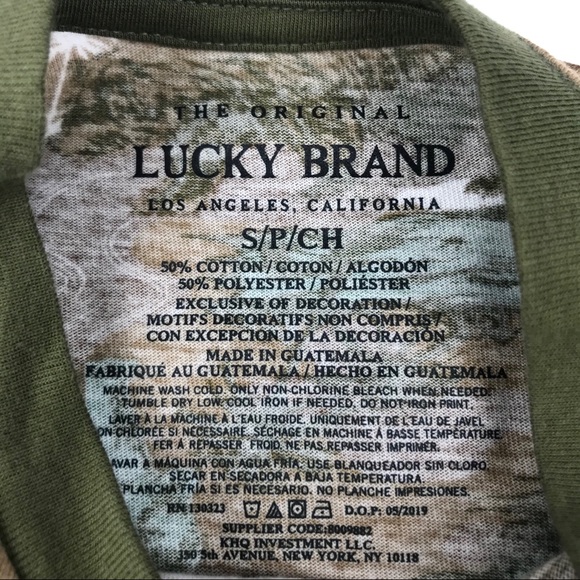 THE ORIGINAL
LUCKY BRAND
LOS ANGELES, CALIFORNIA
S/P/CH
50% COTTON / COTON / ALGODÓN
50% POLYESTER / POLIÉSTER
EXCLUSIVE OF DECORATION /
MOTIFS DECORATIFS NON COMPRIS /
CON EXCEPCION DE LA DECORACIÓN
MADE IN GUATEMALA
FABRIQUÉ AU GUATEMALA / HECHO EN GUATEMALA
MACHINE WASH COLD. ONLY NON-CHLORINE BLEACH WHEN NEEDED.
TUMBLE DRY LOW. COOL IRON IF NEEDED. DO NOT IRON PRINT.
LAVER À LA MACHINE À L'EAU FROIDE. UNIQUEMENT DE L'EAU DE JAVEL
ON CHLORÉE SI NÉCESSAIRE. SÉCHAGE EN MACHINE À BASSE TEMPÉRATURE.
FER À REPASSER FROID. NE PAS REPASSER IMPRIMER.
AVAR A MÁQUINA CON AGUA FRÍA. USE BLANQUEADOR SIN CLORO.
SECAR EN SECADORA A BAJA TEMPERATURA.
PLANCHA FRÍA SI ES NECESARIO. NO PLANCHE IMPRESIONES.
RN 130323 D.O.P: 05/2019
SUPPLIER CODE:8009882
KHQ INVESTMENT LLC.
350 5th AVENUE, NEW YORK, NY 10118